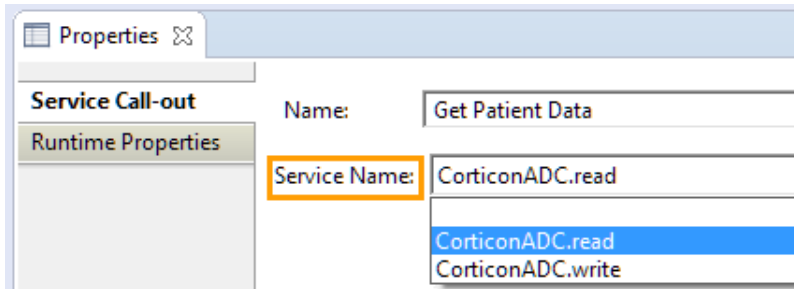 Properties
Service Call-out
Runtime Properties
Name: Get Patient Data
Service Name: CorticonADC.read
CorticonADC.read
CorticonADC.write